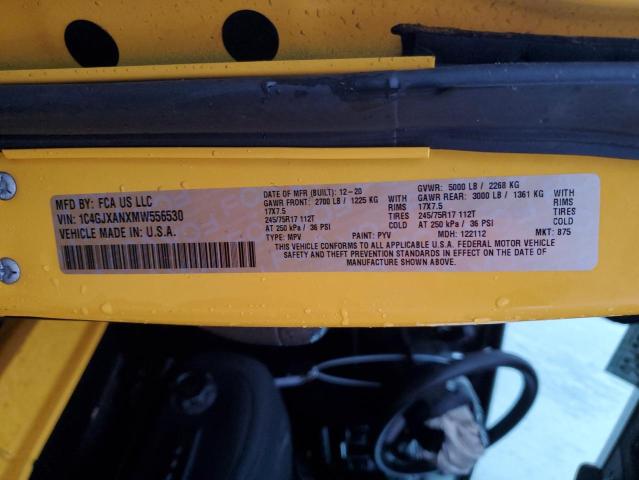 MFD BY: FCA US LLC
VIN: 1C4GJXANXMW556530
VEHICLE MADE IN: U.S.A.
DATE OF MFR (BUILT): 12-20
GAWR FRONT: 2700 LB / 1225 KG
17X7.5
245/75R17 112T
AT 250 kPa / 36 PSI
TYPE: MPV
WITH
RIMS
TIRES
COLD
PAINT: PYV
GVWR: 5000 LB / 2268 KG
GAWR REAR: 3000 LB / 1361 KG
17X7.5
245/75R17 112T
AT 250 kPa / 36 PSI
MDH: 122112
WITH
RIMS
TIRES
COLD
MKT: 875
THIS VEHICLE CONFORMS TO ALL APPLICABLE U.S.A. FEDERAL MOTOR VEHICLE
SAFETY AND THEFT PREVENTION STANDARDS IN EFFECT ON THE DATE OF
MANUFACTURE SHOWN ABOVE.